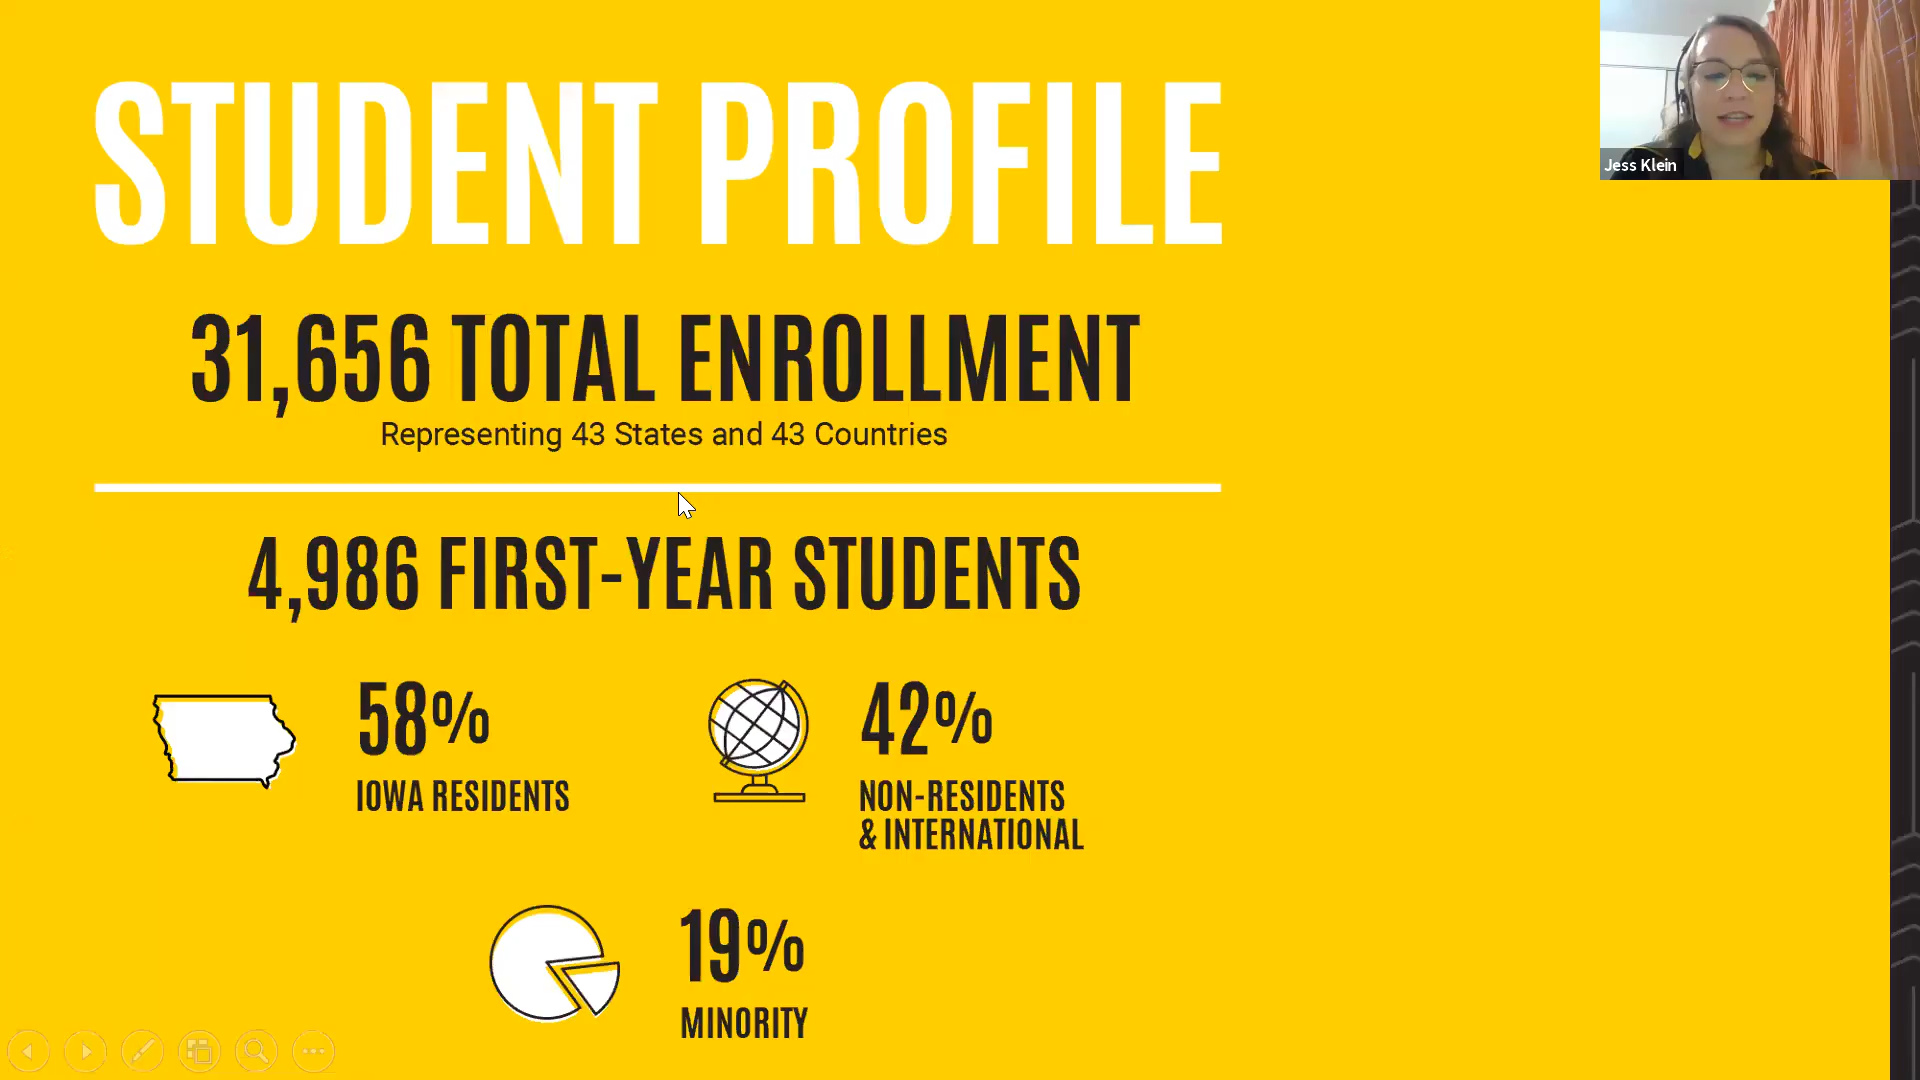 STUDENT PROFILE
Jess Klein
31,656 TOTAL ENROLLMENT
Representing 43 States and 43 Countries
4,986 FIRST-YEAR STUDENTS
58%
IOWA RESIDENTS
42%
NON-RESIDENTS
& INTERNATIONAL
19%
MINORITY